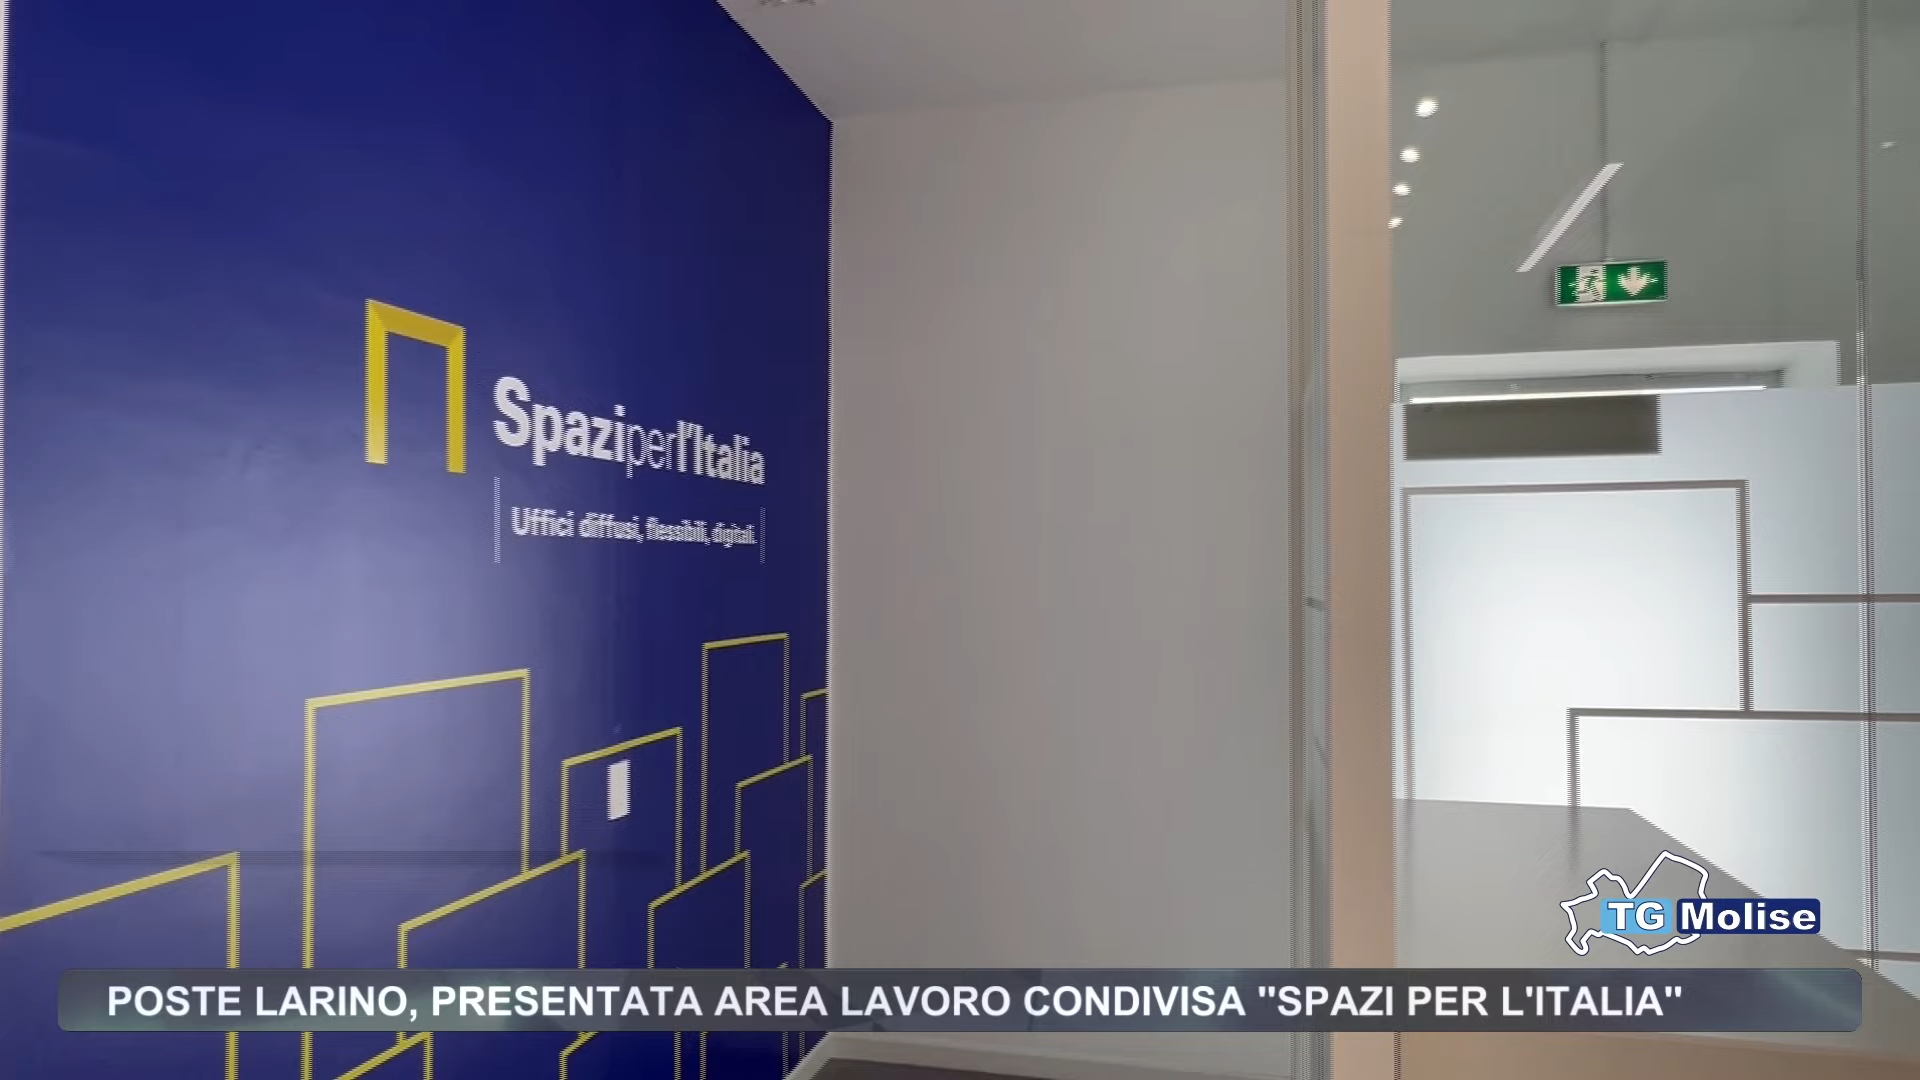 Spaziperl'Italia
Uffici diffusi, flessibili, digitali.
TG Molise
POSTE LARINO, PRESENTATA AREA LAVORO CONDIVISA "SPAZI PER L'ITALIA"